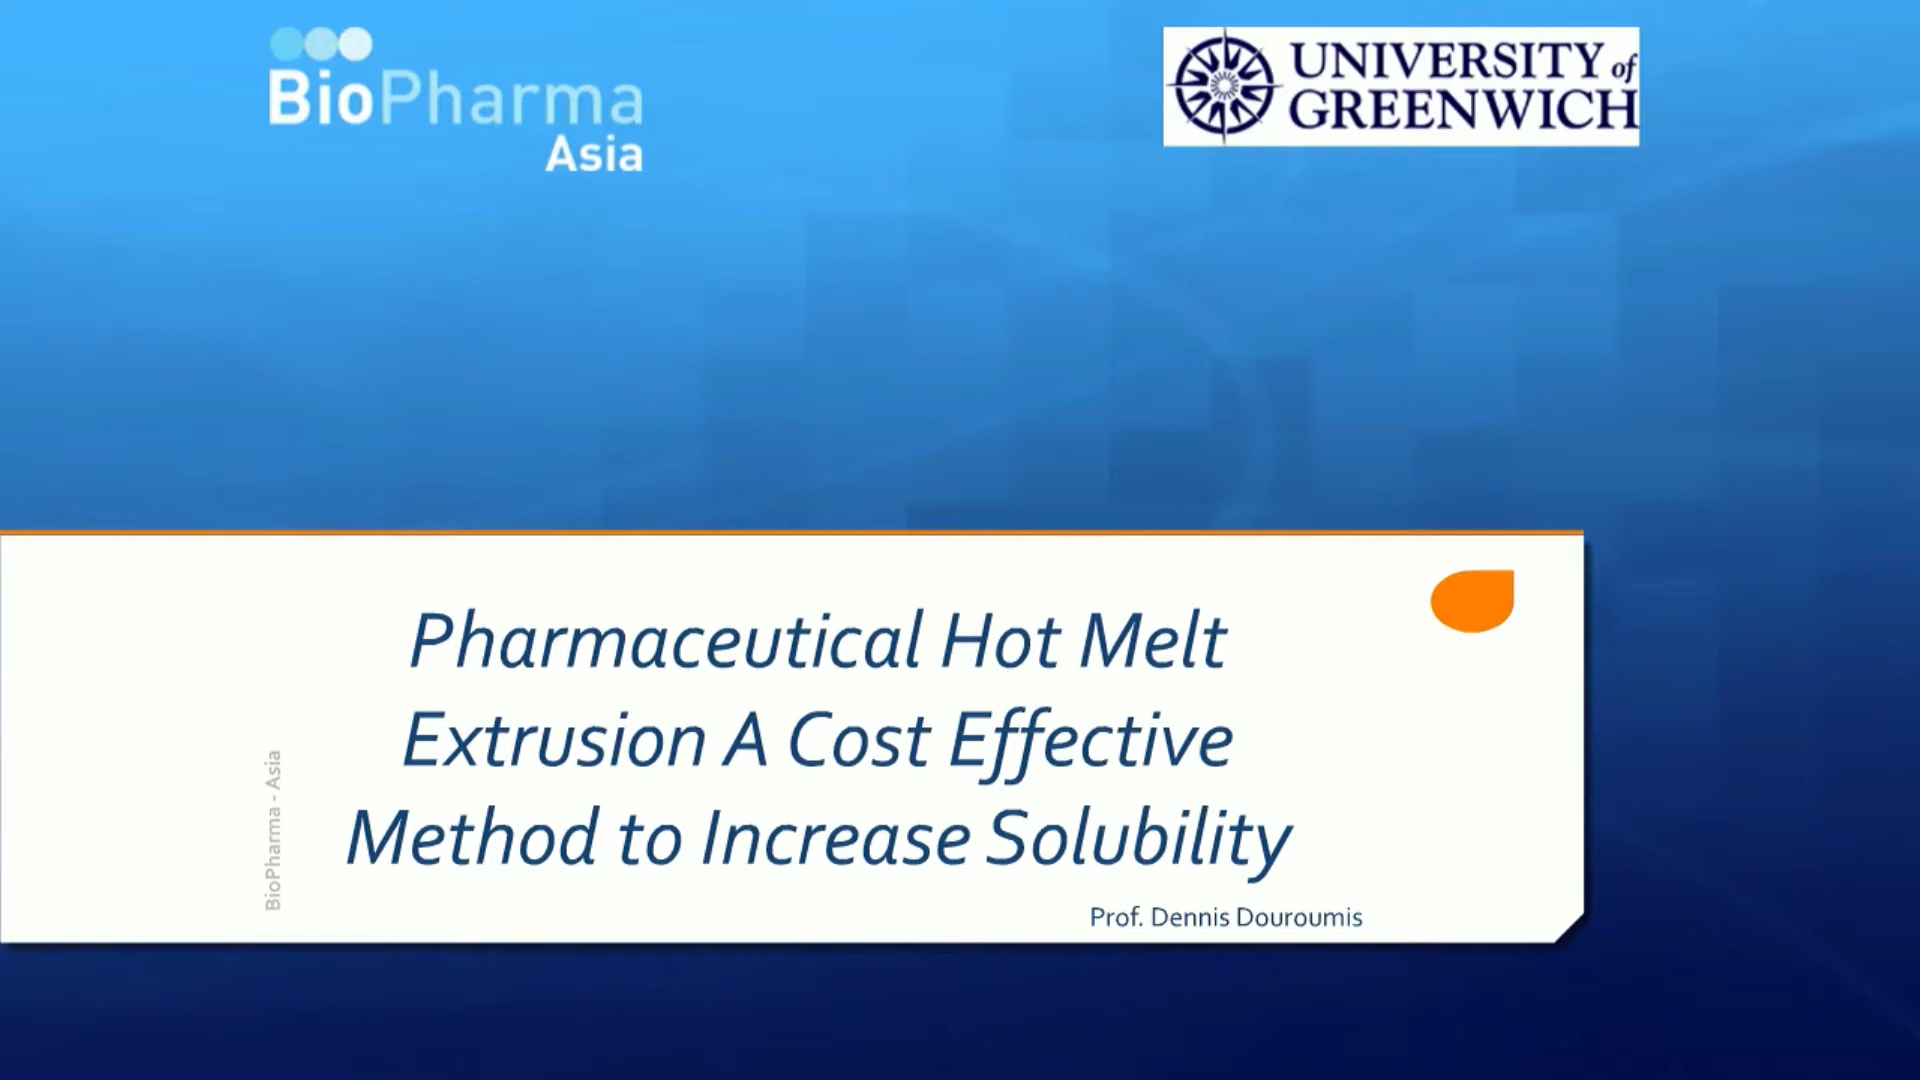 BioPharma
Asia
UNIVERSITY of
GREENWICH
Pharmaceutical Hot Melt
Extrusion A Cost Effective
Method to Increase Solubility
BioPharma - Asia
Prof. Dennis Douroumis